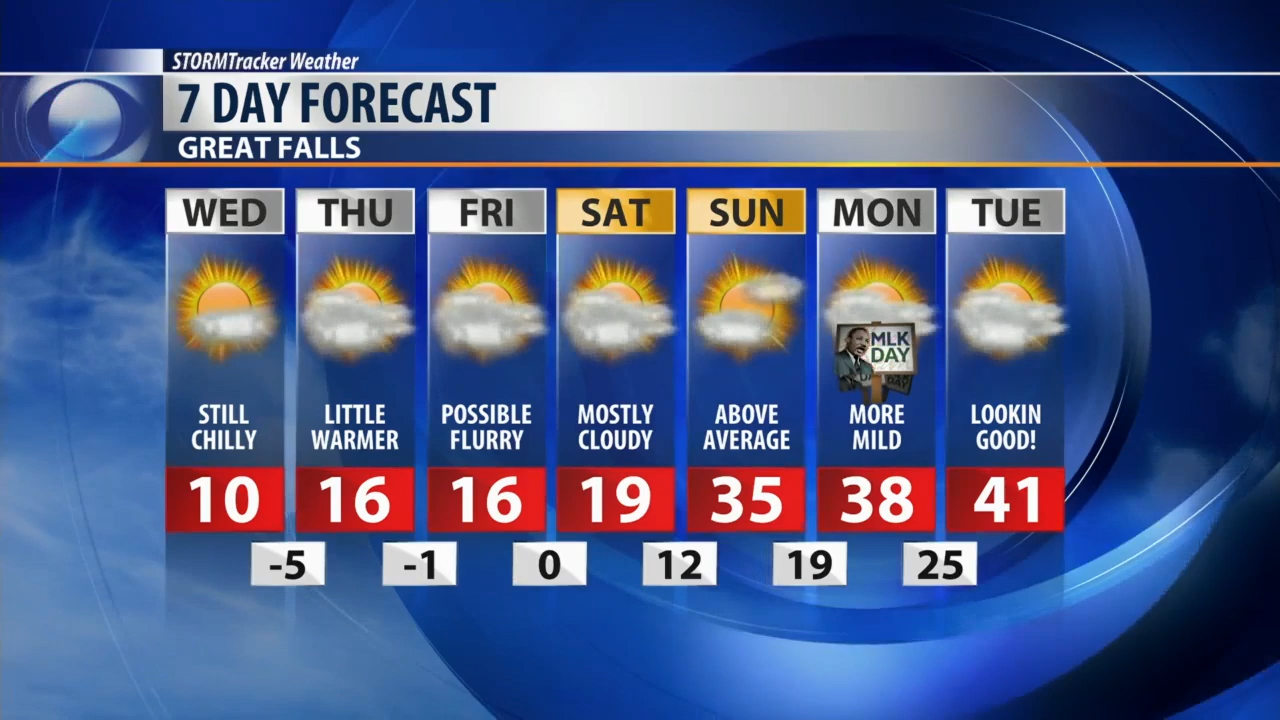 STORMTracker Weather
7 DAY FORECAST
GREAT FALLS
WED THU FRI SAT SUN MON TUE
MLK
DAY
STILL
CHILLY
LITTLE
WARMER
POSSIBLE
FLURRY
MOSTLY
CLOUDY
ABOVE
AVERAGE
MORE
MILD
LOOKIN
GOOD!
10 16 16 19 35 38 41
-5 -1 0 12 19 25